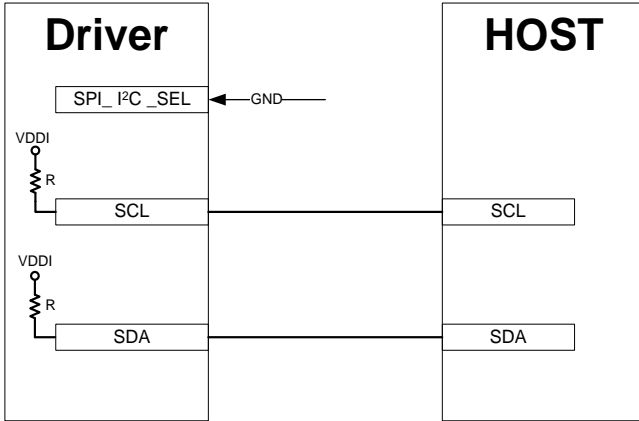 Driver
HOST
SPI_ I²C _SEL
GND
VDDI
R
SCL
SCL
VDDI
R
SDA
SDA